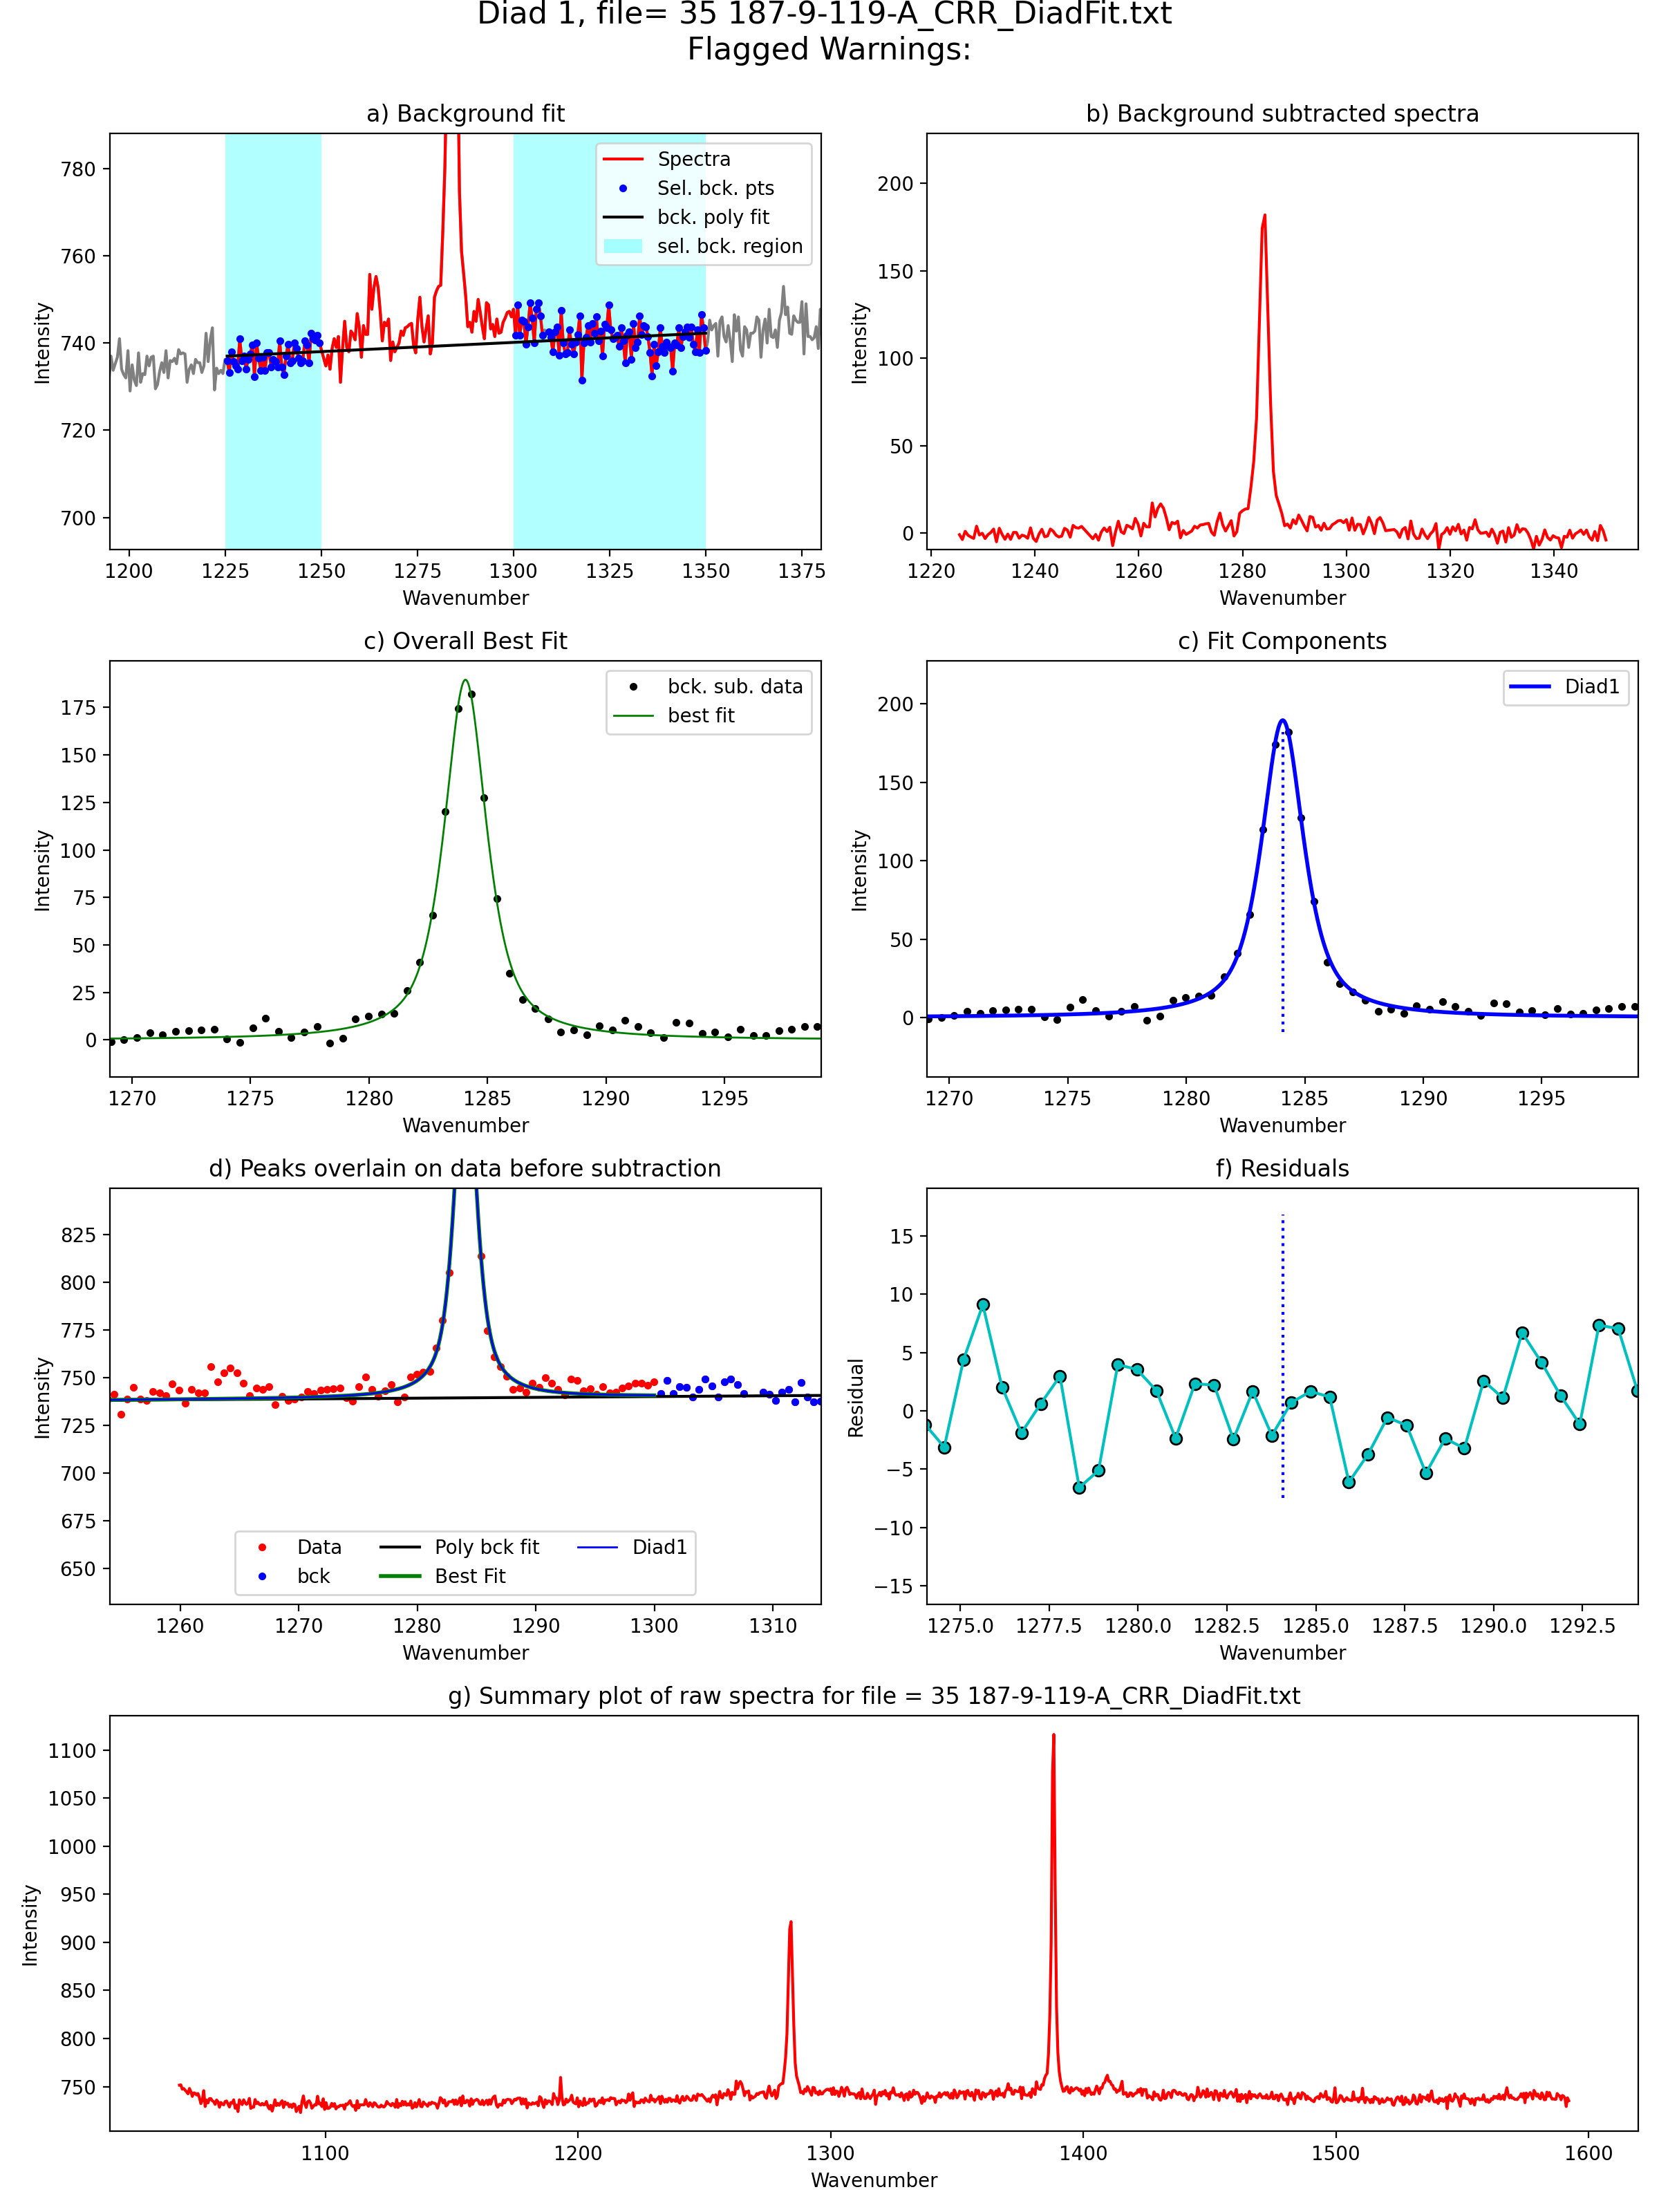 Diad 1, file= 35 187-9-119-A_CRR_DiadFit.txt
Flagged Warnings:
a) Background fit
780
760
740
720
700
Intensity
1200 1225 1250 1275 1300 1325 1350 1375
Wavenumber
Spectra
Sel. bck. pts
bck. poly fit
sel. bck. region
b) Background subtracted spectra
200
150
100
50
0
Intensity
1220 1240 1260 1280 1300 1320 1340
Wavenumber
c) Overall Best Fit
175
150
125
100
75
50
25
0
Intensity
1270 1275 1280 1285 1290 1295
Wavenumber
bck. sub. data
best fit
c) Fit Components
200
150
100
50
0
Intensity
1270 1275 1280 1285 1290 1295
Wavenumber
Diad1
d) Peaks overlain on data before subtraction
825
800
775
750
725
700
675
650
Intensity
1260 1270 1280 1290 1300 1310
Wavenumber
Data
bck
Poly bck fit
Best Fit
Diad1
f) Residuals
15
10
5
0
−5
−10
−15
Residual
1275.0 1277.5 1280.0 1282.5 1285.0 1287.5 1290.0 1292.5
Wavenumber
g) Summary plot of raw spectra for file = 35 187-9-119-A_CRR_DiadFit.txt
1100
1050
1000
950
900
850
800
750
Intensity
1100 1200 1300 1400 1500 1600
Wavenumber